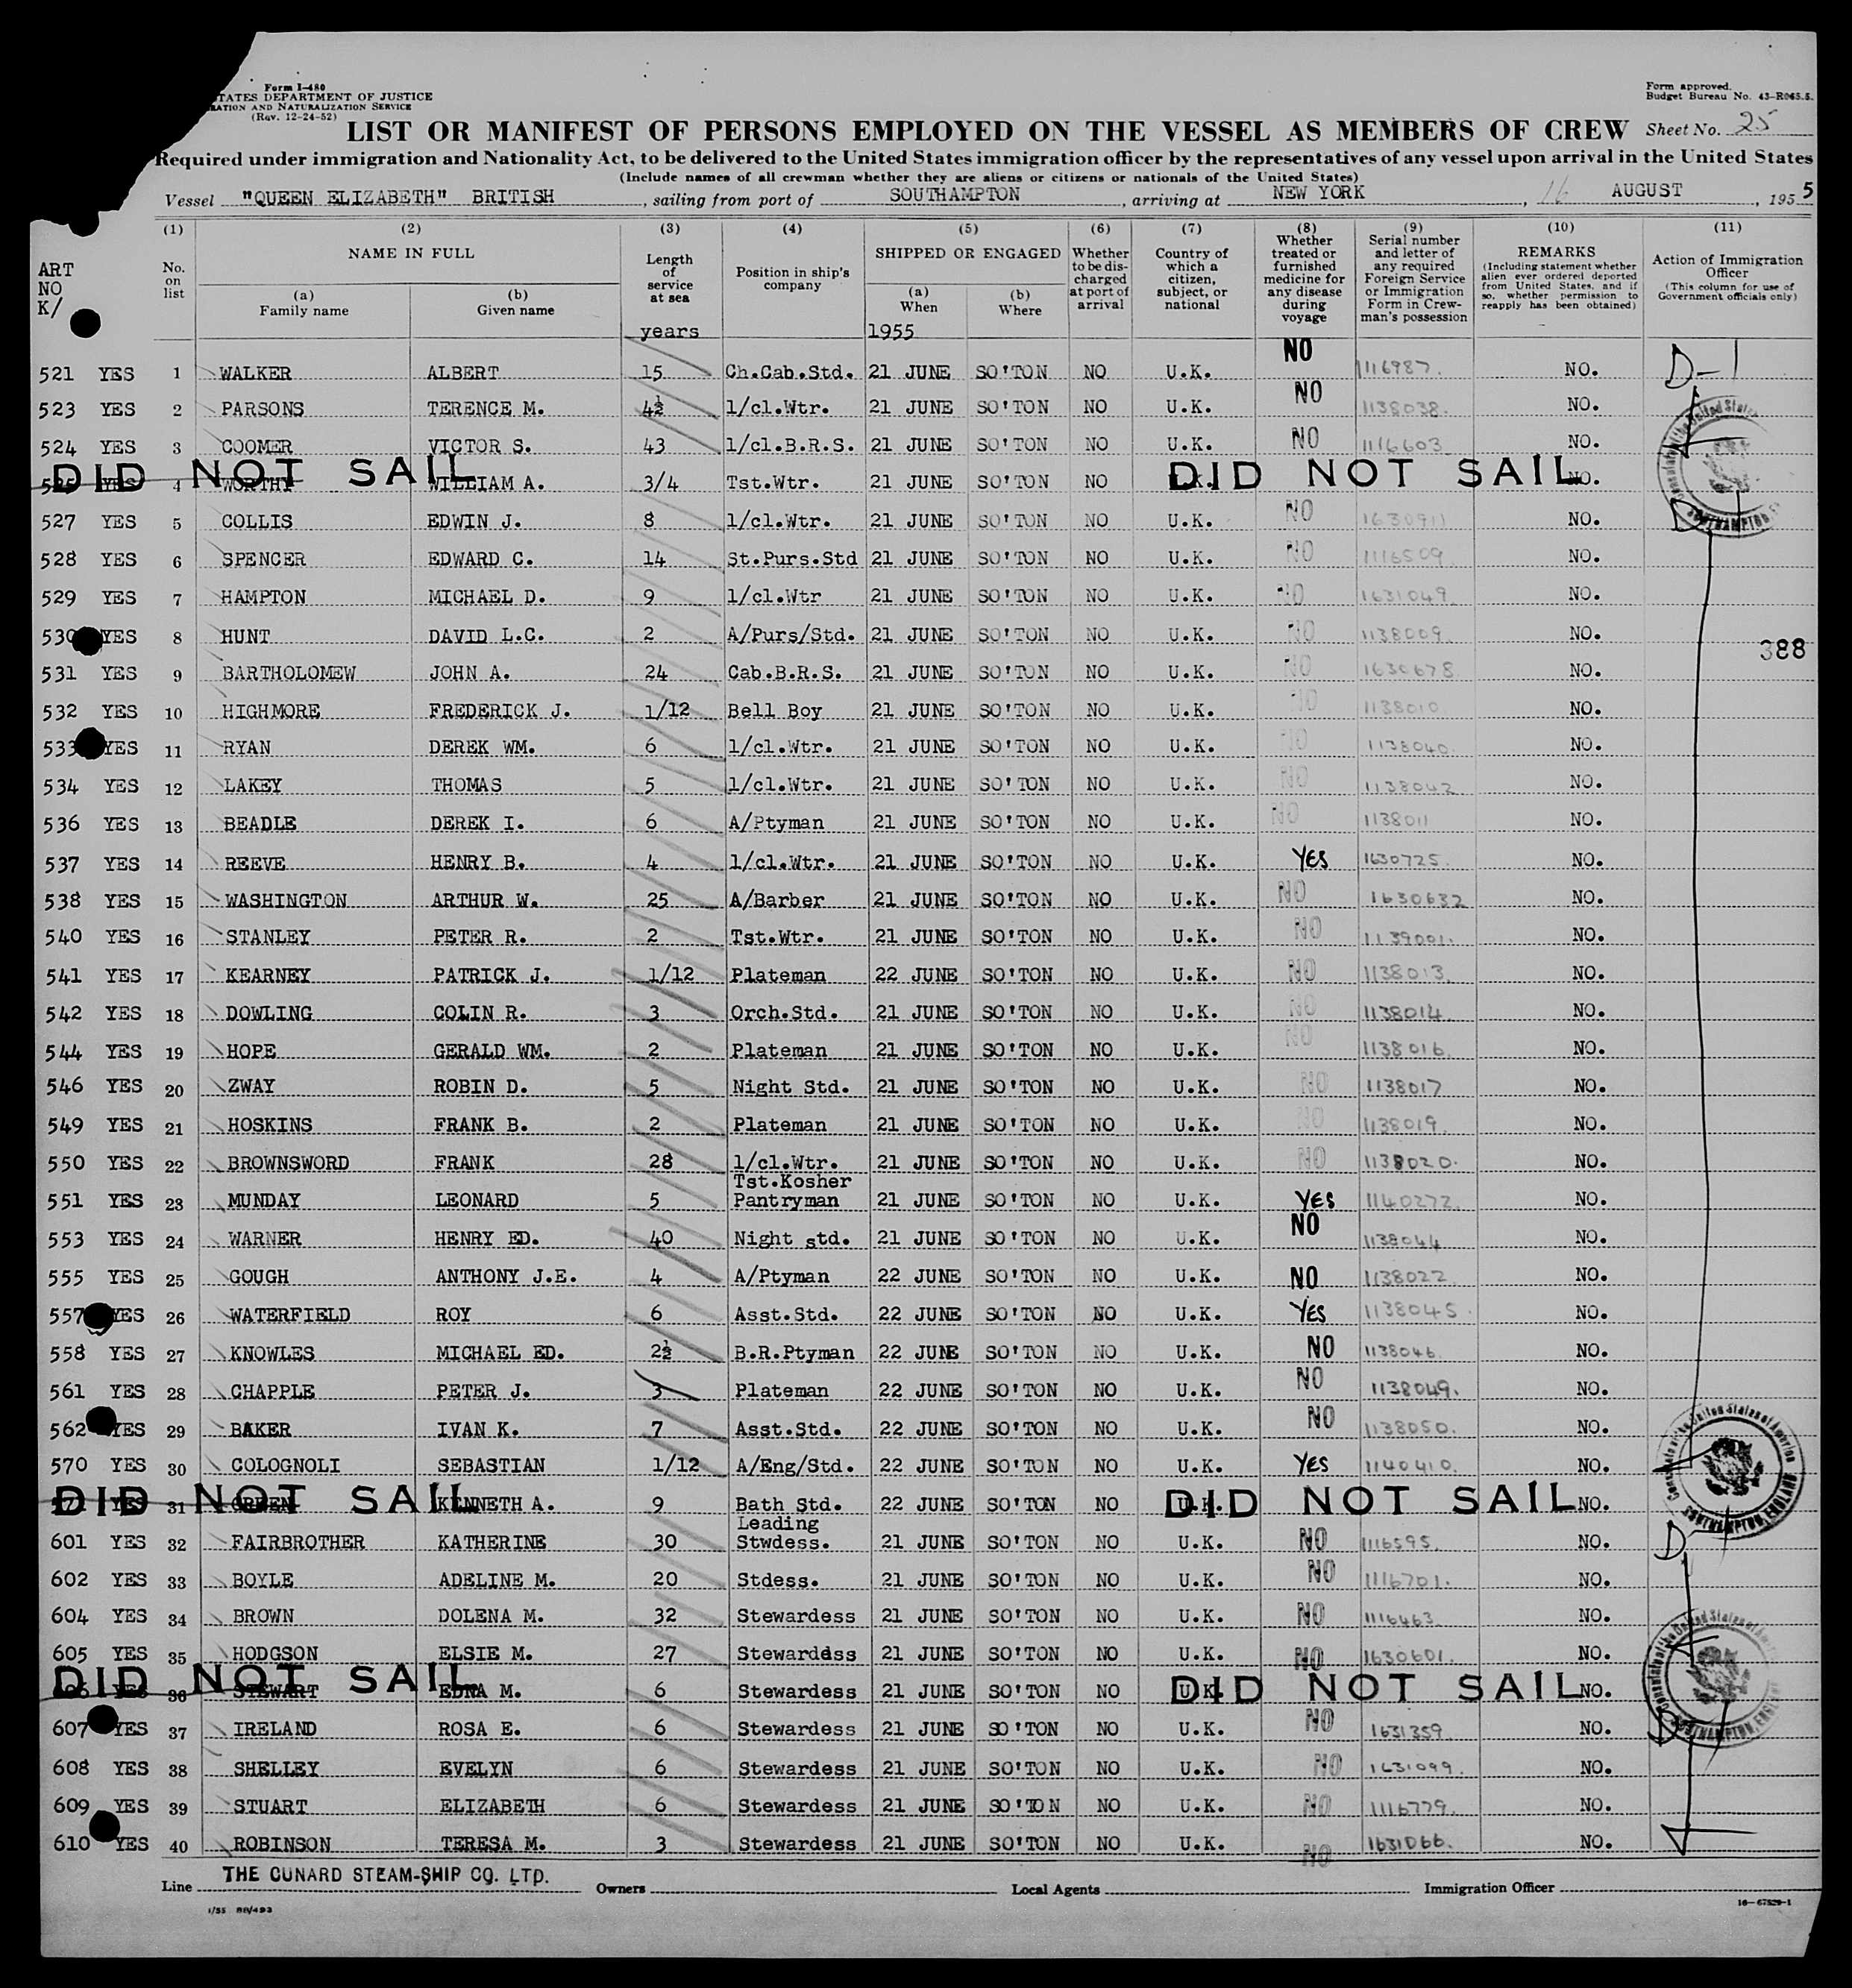 Form I-480
TATES DEPARTMENT OF JUSTICE
RATION AND NATURALIZATION SERVICE
(Rev. 12-24-52)
Form approved.
Budget Bureau No. 43-R065.5.
LIST OR MANIFEST OF PERSONS EMPLOYED ON THE VESSEL AS MEMBERS OF CREW Sheet No. 25
Required under immigration and Nationality Act, to be delivered to the United States immigration officer by the representatives of any vessel upon arrival in the United States
(Include names of all crewman whether they are aliens or citizens or nationals of the United States)
Vessel "QUEEN ELIZABETH" BRITISH, sailing from port of SOUTHAMPTON, arriving at NEW YORK, 16 AUGUST, 1955
ART NO K/
(1) No. on list
(2) NAME IN FULL (a) Family name (b) Given name
(3) Length of service at sea years
(4) Position in ship's company
(5) SHIPPED OR ENGAGED (a) When 1955 (b) Where
(6) Whether to be discharged at port of arrival
(7) Country of which a citizen, subject, or national
(8) Whether treated or furnished medicine for any disease during voyage
(9) Serial number and letter of any required Foreign Service or Immigration Form in Crewman's possession
(10) REMARKS (Including statement whether alien ever ordered deported from United States, and if so, whether permission to reapply has been obtained)
(11) Action of Immigration Officer (This column for use of Government officials only)
521 YES 1 WALKER ALBERT 15 Ch.Cab.Std. 21 JUNE SO'TON NO U.K. NO 1116987. NO. D-1
523 YES 2 PARSONS TERENCE M. 4½ 1/cl.Wtr. 21 JUNE SO'TON NO U.K. NO 1138038. NO.
524 YES 3 COOMER VICTOR S. 43 1/cl.B.R.S. 21 JUNE SO'TON NO U.K. NO 1116603 NO.
525 YES 4 WORTHY WILLIAM A. 3/4 Tst.Wtr. 21 JUNE SO'TON NO NO.
DID NOT SAIL DID NOT SAIL
527 YES 5 COLLIS EDWIN J. 8 1/cl.Wtr. 21 JUNE SO'TON NO U.K. NO NO. D
528 YES 6 SPENCER EDWARD C. 14 St.Purs.Std 21 JUNE SO'TON NO U.K. NO 1116509 NO.
529 YES 7 HAMPTON MICHAEL D. 9 1/cl.Wtr 21 JUNE SO'TON NO U.K. NO 1631049. NO.
530 YES 8 HUNT DAVID L.C. 2 A/Purs/Std. 21 JUNE SO'TON NO U.K. NO 1138009. NO. 388
531 YES 9 BARTHOLOMEW JOHN A. 24 Cab.B.R.S. 21 JUNE SO'TON NO U.K. NO 1630678. NO.
532 YES 10 HIGHMORE FREDERICK J. 1/12 Bell Boy 21 JUNE SO'TON NO U.K. NO 1138010 NO.
533 YES 11 RYAN DEREK WM. 6 1/cl.Wtr. 21 JUNE SO'TON NO U.K. NO 1138040. NO.
534 YES 12 LAKEY THOMAS 5 1/cl.Wtr. 21 JUNE SO'TON NO U.K. NO 1138042 NO.
536 YES 13 BEADLE DEREK I. 6 A/Ptyman 21 JUNE SO'TON NO U.K. NO 1138011 NO.
537 YES 14 REEVE HENRY B. 4 1/cl.Wtr. 21 JUNE SO'TON NO U.K. YES 1630725. NO.
538 YES 15 WASHINGTON ARTHUR W. 25 A/Barber 21 JUNE SO'TON NO U.K. NO 1630632 NO.
540 YES 16 STANLEY PETER R. 2 Tst.Wtr. 21 JUNE SO'TON NO U.K. NO 1139001. NO.
541 YES 17 KEARNEY PATRICK J. 1/12 Plateman 22 JUNE SO'TON NO U.K. NO 1138013. NO.
542 YES 18 DOWLING COLIN R. 3 Orch.Std. 21 JUNE SO'TON NO U.K. NO 1138014. NO.
544 YES 19 HOPE GERALD WM. 2 Plateman 21 JUNE SO'TON NO U.K. NO 1138016. NO.
546 YES 20 ZWAY ROBIN D. 5 Night Std. 21 JUNE SO'TON NO U.K. NO 1138017 NO.
549 YES 21 HOSKINS FRANK B. 2 Plateman 21 JUNE SO'TON NO U.K. NO 1138019. NO.
550 YES 22 BROWNSWORD FRANK 28 1/cl.Wtr. 21 JUNE SO'TON NO U.K. NO 1138020. NO.
551 YES 23 MUNDAY LEONARD 5 Tst.Kosher Pantryman 21 JUNE SO'TON NO U.K. YES 1140272. NO.
553 YES 24 WARNER HENRY ED. 40 Night std. 21 JUNE SO'TON NO U.K. NO 1138044 NO.
555 YES 25 GOUGH ANTHONY J.E. 4 A/Ptyman 22 JUNE SO'TON NO U.K. NO 1138022. NO.
557 YES 26 WATERFIELD ROY 6 Asst.Std. 22 JUNE SO'TON NO U.K. YES 1138045. NO.
558 YES 27 KNOWLES MICHAEL ED. 2½ B.R.Ptyman 22 JUNE SO'TON NO U.K. NO 1138046. NO.
561 YES 28 CHAPPLE PETER J. 3 Plateman 22 JUNE SO'TON NO U.K. NO 1138049. NO.
562 YES 29 BAKER IVAN K. 7 Asst.Std. 22 JUNE SO'TON NO U.K. NO 1138050. NO.
570 YES 30 COLOGNOLI SEBASTIAN 1/12 A/Eng/Std. 22 JUNE SO'TON NO U.K. YES 1140410. NO.
YES 31 GREEN KENNETH A. 9 Bath Std. 22 JUNE SO'TON NO U.K. NO.
DID NOT SAIL DID NOT SAIL
601 YES 32 FAIRBROTHER KATHERINE 30 Leading Stwdess. 21 JUNE SO'TON NO U.K. NO 1116595. NO. D
602 YES 33 BOYLE ADELINE M. 20 Stdess. 21 JUNE SO'TON NO U.K. NO 1116701. NO.
604 YES 34 BROWN DOLENA M. 32 Stewardess 21 JUNE SO'TON NO U.K. NO 1116463. NO.
605 YES 35 HODGSON ELSIE M. 27 Stewardess 21 JUNE SO'TON NO U.K. NO 1630601. NO.
606 YES 36 STEWART EDNA M. 6 Stewardess 21 JUNE SO'TON NO U.K. NO.
DID NOT SAIL DID NOT SAIL
607 YES 37 IRELAND ROSA E. 6 Stewardess 21 JUNE SO'TON NO U.K. NO 1631359. NO. D
608 YES 38 SHELLEY EVELYN 6 Stewardess 21 JUNE SO'TON NO U.K. NO 1631099. NO.
609 YES 39 STUART ELIZABETH 6 Stewardess 21 JUNE SO'TON NO U.K. NO 1116779. NO.
610 YES 40 ROBINSON TERESA M. 3 Stewardess 21 JUNE SO'TON NO U.K. NO 1631066. NO.
Line THE CUNARD STEAM-SHIP CO. LTD. Owners Local Agents Immigration Officer
1/55 88/493
16-67829-1